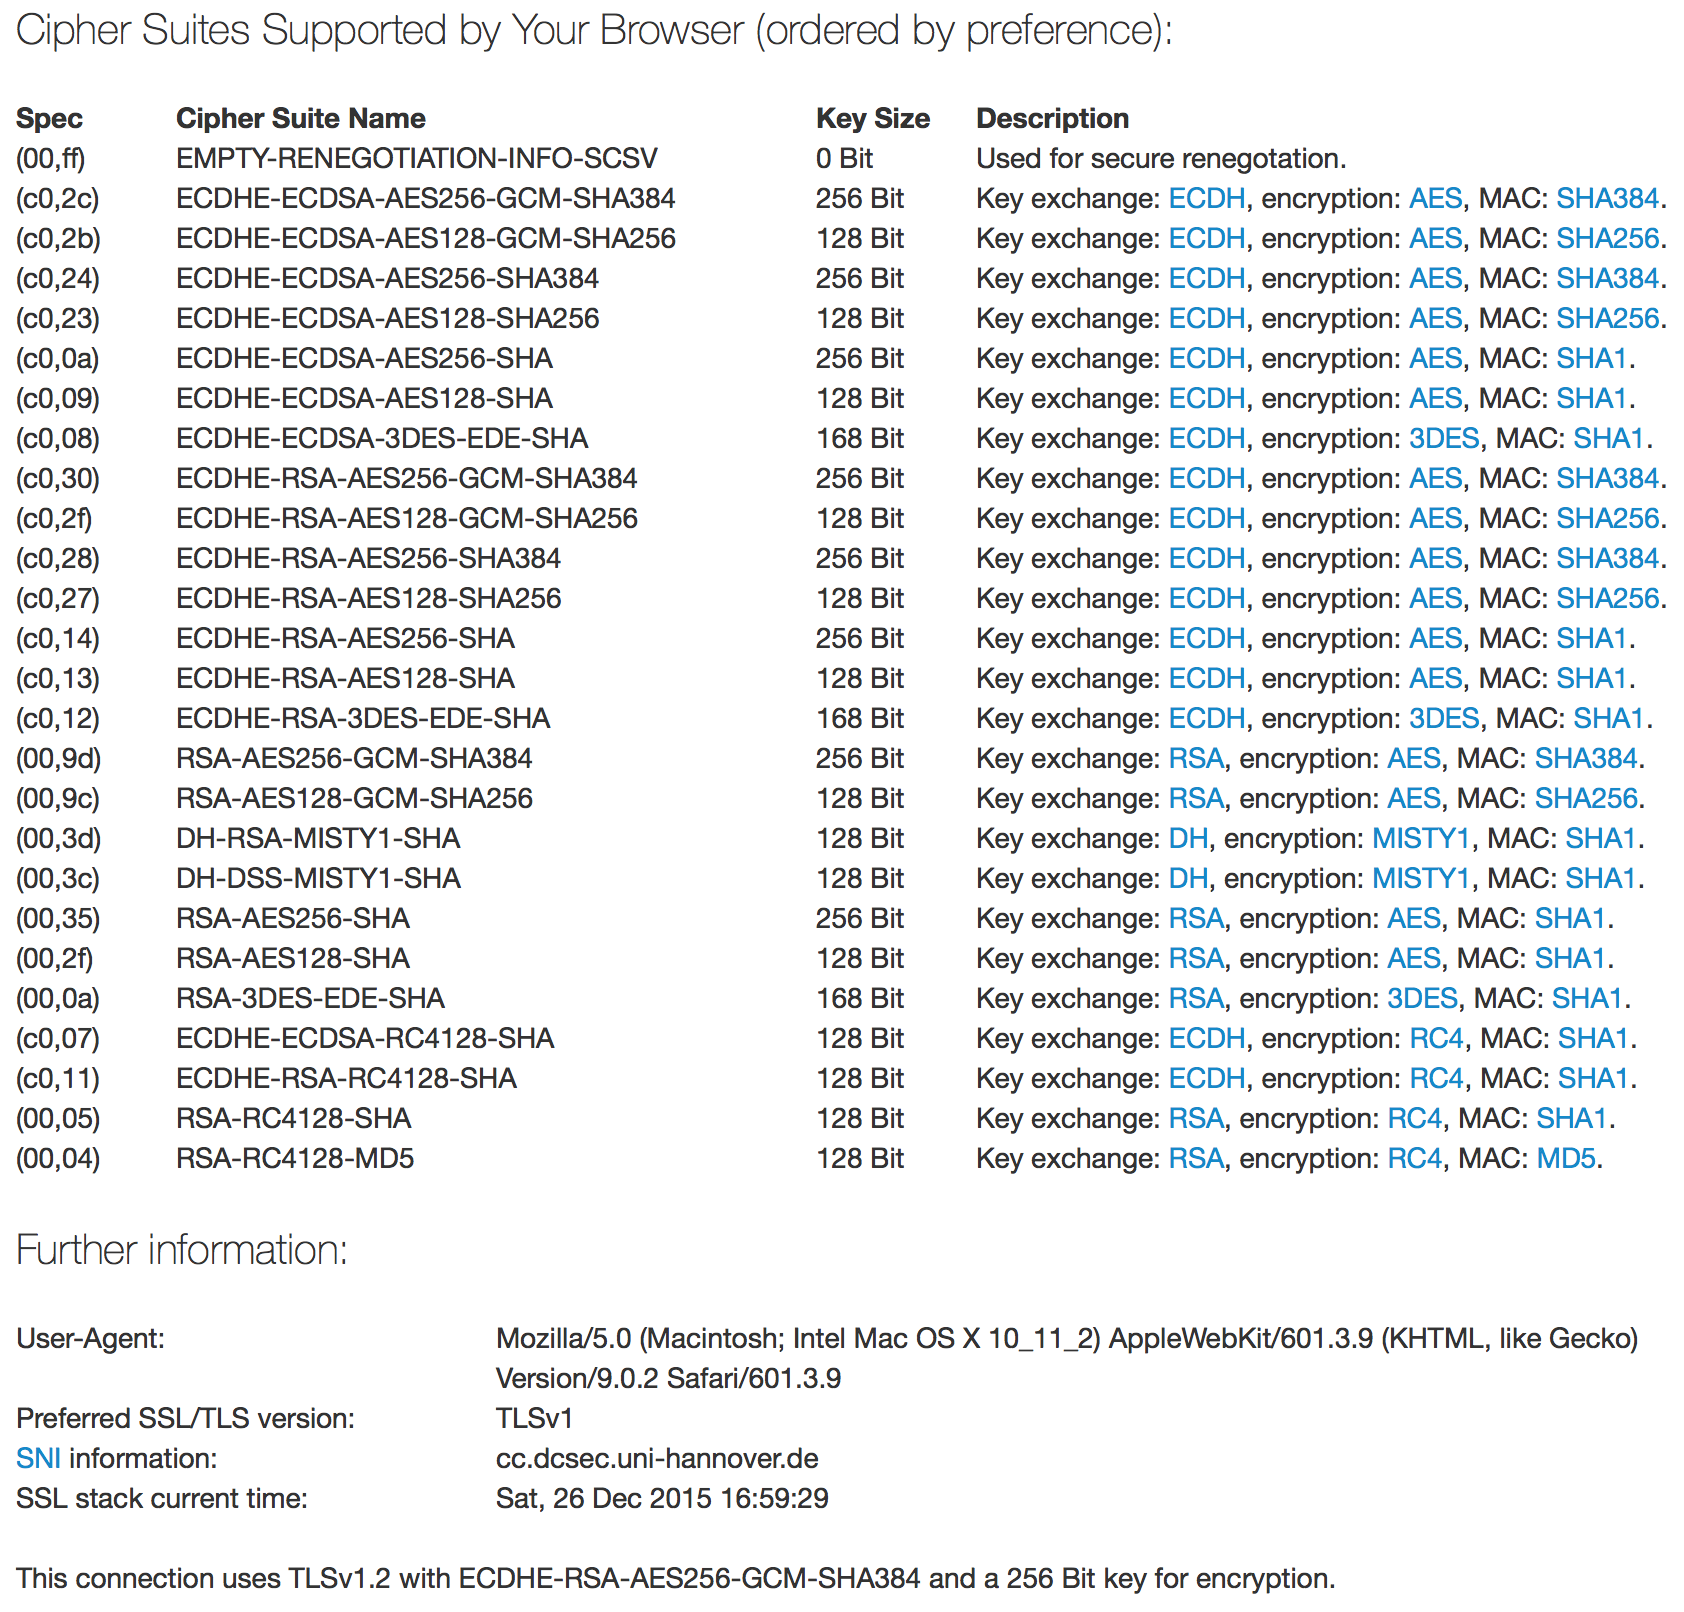 Cipher Suites Supported by Your Browser (ordered by preference):
Spec Cipher Suite Name Key Size Description
(00,ff) EMPTY-RENEGOTIATION-INFO-SCSV 0 Bit Used for secure renegotation.
(c0,2c) ECDHE-ECDSA-AES256-GCM-SHA384 256 Bit Key exchange: ECDH, encryption: AES, MAC: SHA384.
(c0,2b) ECDHE-ECDSA-AES128-GCM-SHA256 128 Bit Key exchange: ECDH, encryption: AES, MAC: SHA256.
(c0,24) ECDHE-ECDSA-AES256-SHA384 256 Bit Key exchange: ECDH, encryption: AES, MAC: SHA384.
(c0,23) ECDHE-ECDSA-AES128-SHA256 128 Bit Key exchange: ECDH, encryption: AES, MAC: SHA256.
(c0,0a) ECDHE-ECDSA-AES256-SHA 256 Bit Key exchange: ECDH, encryption: AES, MAC: SHA1.
(c0,09) ECDHE-ECDSA-AES128-SHA 128 Bit Key exchange: ECDH, encryption: AES, MAC: SHA1.
(c0,08) ECDHE-ECDSA-3DES-EDE-SHA 168 Bit Key exchange: ECDH, encryption: 3DES, MAC: SHA1.
(c0,30) ECDHE-RSA-AES256-GCM-SHA384 256 Bit Key exchange: ECDH, encryption: AES, MAC: SHA384.
(c0,2f) ECDHE-RSA-AES128-GCM-SHA256 128 Bit Key exchange: ECDH, encryption: AES, MAC: SHA256.
(c0,28) ECDHE-RSA-AES256-SHA384 256 Bit Key exchange: ECDH, encryption: AES, MAC: SHA384.
(c0,27) ECDHE-RSA-AES128-SHA256 128 Bit Key exchange: ECDH, encryption: AES, MAC: SHA256.
(c0,14) ECDHE-RSA-AES256-SHA 256 Bit Key exchange: ECDH, encryption: AES, MAC: SHA1.
(c0,13) ECDHE-RSA-AES128-SHA 128 Bit Key exchange: ECDH, encryption: AES, MAC: SHA1.
(c0,12) ECDHE-RSA-3DES-EDE-SHA 168 Bit Key exchange: ECDH, encryption: 3DES, MAC: SHA1.
(00,9d) RSA-AES256-GCM-SHA384 256 Bit Key exchange: RSA, encryption: AES, MAC: SHA384.
(00,9c) RSA-AES128-GCM-SHA256 128 Bit Key exchange: RSA, encryption: AES, MAC: SHA256.
(00,3d) DH-RSA-MISTY1-SHA 128 Bit Key exchange: DH, encryption: MISTY1, MAC: SHA1.
(00,3c) DH-DSS-MISTY1-SHA 128 Bit Key exchange: DH, encryption: MISTY1, MAC: SHA1.
(00,35) RSA-AES256-SHA 256 Bit Key exchange: RSA, encryption: AES, MAC: SHA1.
(00,2f) RSA-AES128-SHA 128 Bit Key exchange: RSA, encryption: AES, MAC: SHA1.
(00,0a) RSA-3DES-EDE-SHA 168 Bit Key exchange: RSA, encryption: 3DES, MAC: SHA1.
(c0,07) ECDHE-ECDSA-RC4128-SHA 128 Bit Key exchange: ECDH, encryption: RC4, MAC: SHA1.
(c0,11) ECDHE-RSA-RC4128-SHA 128 Bit Key exchange: ECDH, encryption: RC4, MAC: SHA1.
(00,05) RSA-RC4128-SHA 128 Bit Key exchange: RSA, encryption: RC4, MAC: SHA1.
(00,04) RSA-RC4128-MD5 128 Bit Key exchange: RSA, encryption: RC4, MAC: MD5.
Further information:
User-Agent: Mozilla/5.0 (Macintosh; Intel Mac OS X 10_11_2) AppleWebKit/601.3.9 (KHTML, like Gecko)
Version/9.0.2 Safari/601.3.9
Preferred SSL/TLS version: TLSv1
SNI information: cc.dcsec.uni-hannover.de
SSL stack current time: Sat, 26 Dec 2015 16:59:29
This connection uses TLSv1.2 with ECDHE-RSA-AES256-GCM-SHA384 and a 256 Bit key for encryption.